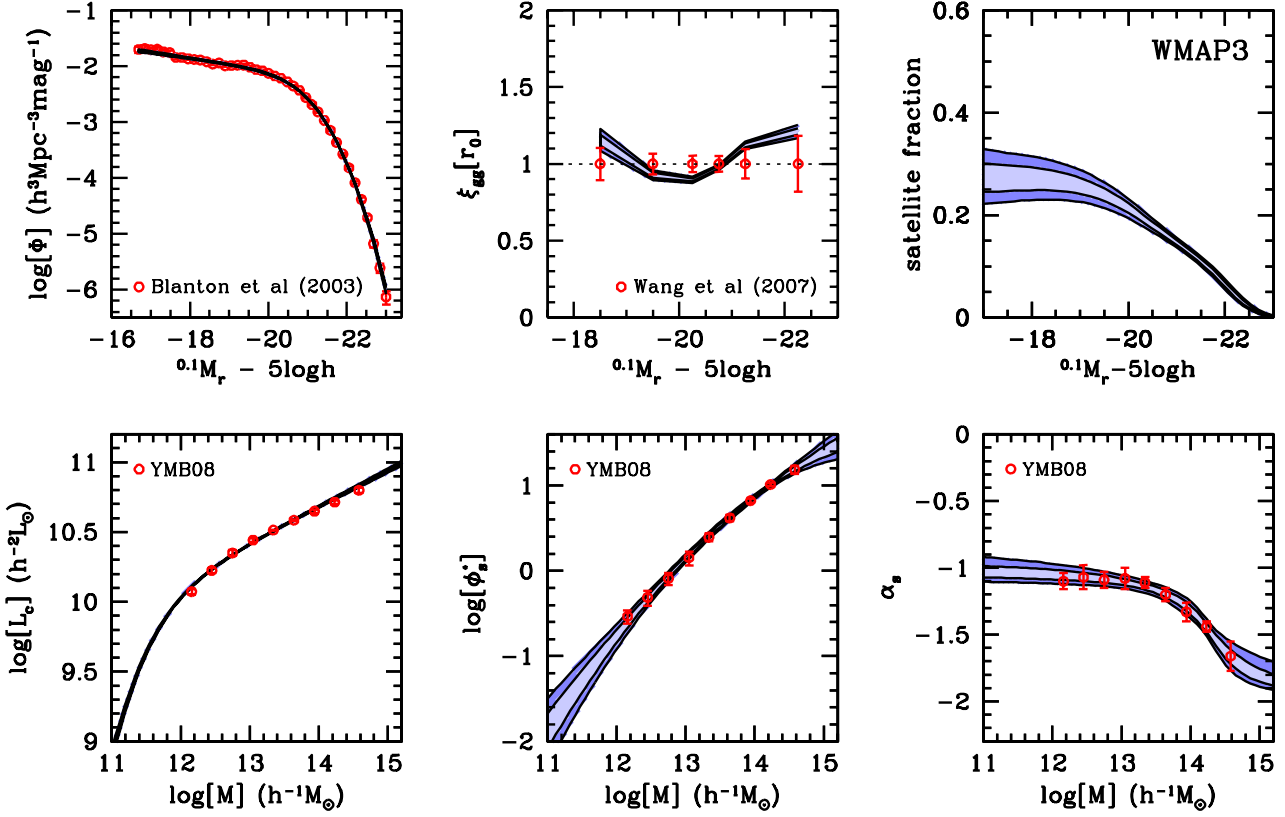 0
-1
-2
-3
-4
-5
-6
log[Φ] (h³Mpc⁻³mag⁻¹)
Blanton et al (2003)
-16 -18 -20 -22
⁰·¹Mᵣ - 5logh
2
1.5
1
0.5
0
ξgg[r₀]
Wang et al (2007)
-18 -20 -22
⁰·¹Mᵣ - 5logh
0.6
0.4
0.2
0
satellite fraction
WMAP3
-18 -20 -22
⁰·¹Mᵣ-5logh
11
10.5
10
9.5
9
log[L_c] (h⁻²L⊙)
YMB08
11 12 13 14 15
log[M] (h⁻¹M⊙)
1
0
-1
-2
log[ϕ*ₛ]
YMB08
11 12 13 14 15
log[M] (h⁻¹M⊙)
0
-0.5
-1
-1.5
-2
αₛ
YMB08
11 12 13 14 15
log[M] (h⁻¹M⊙)